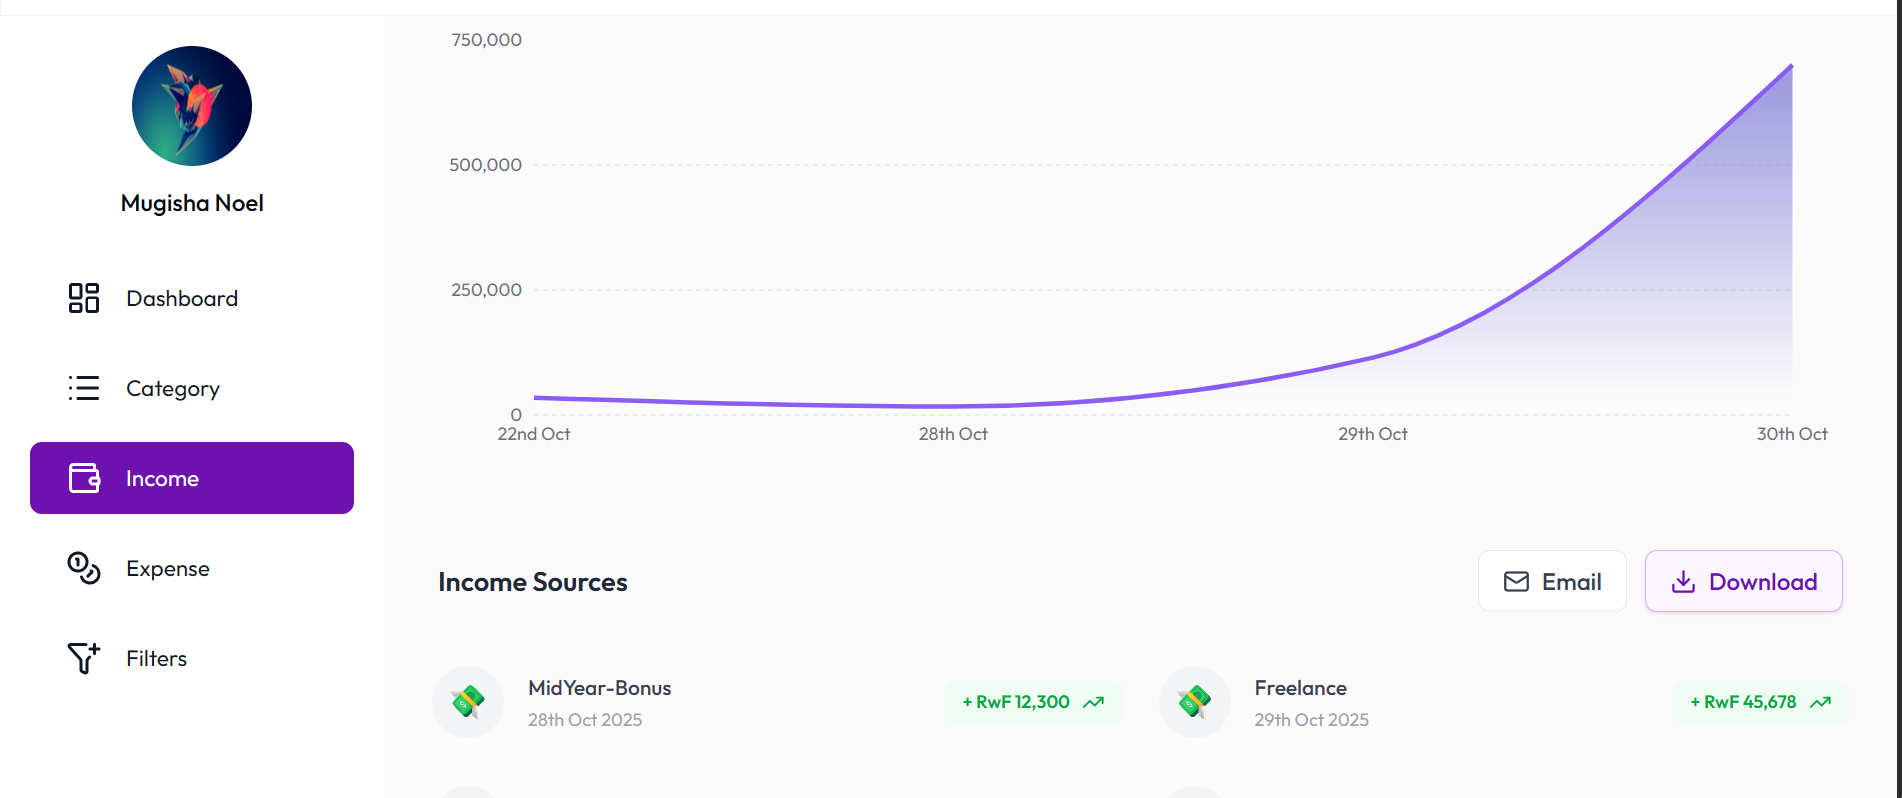 Mugisha Noel
Dashboard
Category
Income
Expense
Filters
750,000
500,000
250,000
0
22nd Oct
28th Oct
29th Oct
30th Oct
Income Sources
Email
Download
MidYear-Bonus
28th Oct 2025
+ RwF 12,300
Freelance
29th Oct 2025
+ RwF 45,678